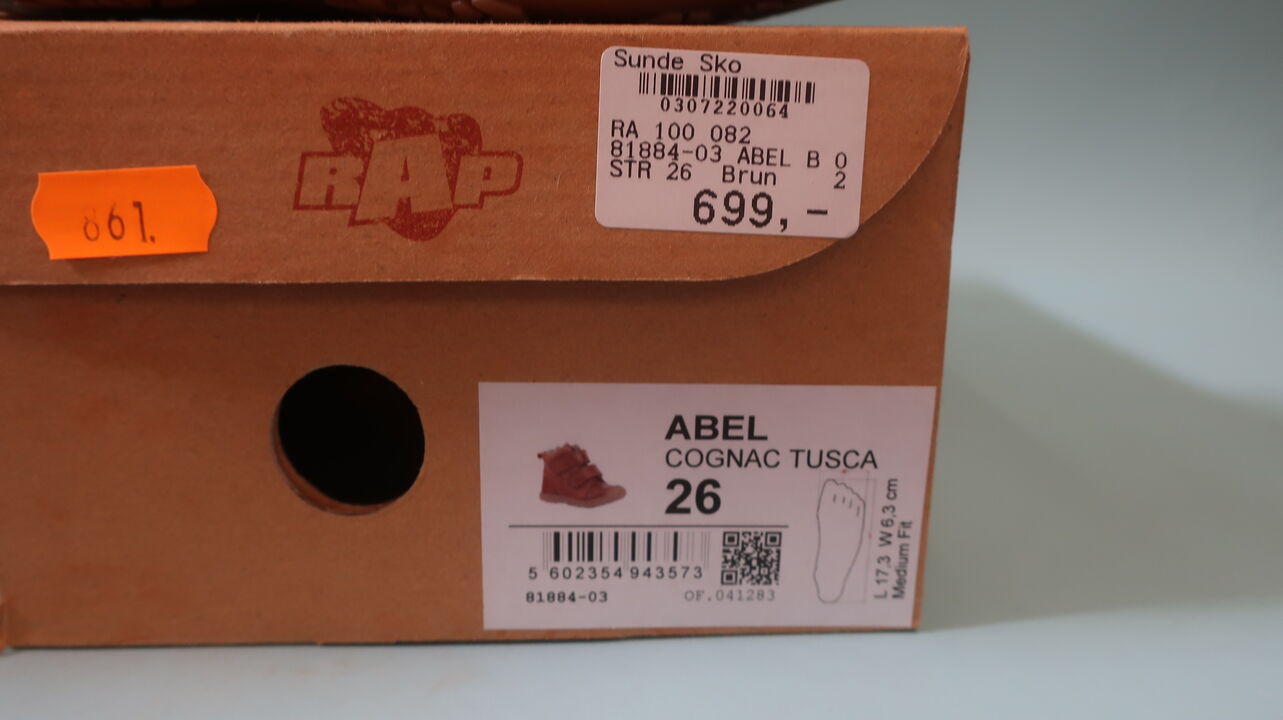 Sunde Sko
0307220064
RA 100 082
81884-03 ABEL B 0
STR 26 Brun 2
699,-
RAP
861.
ABEL
COGNAC TUSCA
26
5 602354 943573
81884-03 OF.041283
L 17,3 W 6,3 cm
Medium Fit